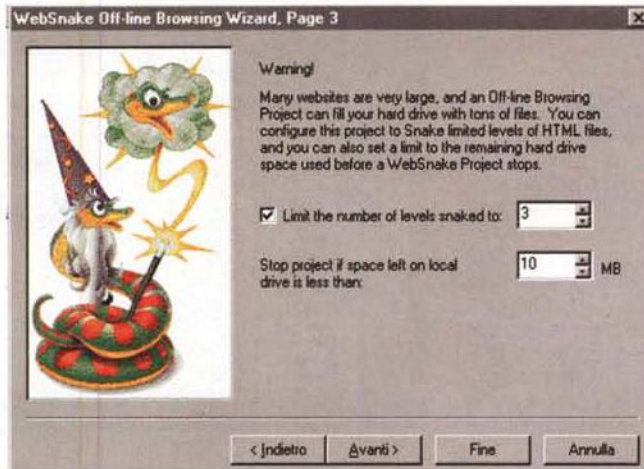 WebSnake Off-line Browsing Wizard, Page 3
Warning!
Many websites are very large, and an Off-line Browsing
Project can fill your hard drive with tons of files. You can
configure this project to Snake limited levels of HTML files,
and you can also set a limit to the remaining hard drive
space used before a WebSnake Project stops.
Limit the number of levels snaked to: 3
Stop project if space left on local
drive is less than: 10 MB
< Indietro Avanti > Fine Annulla